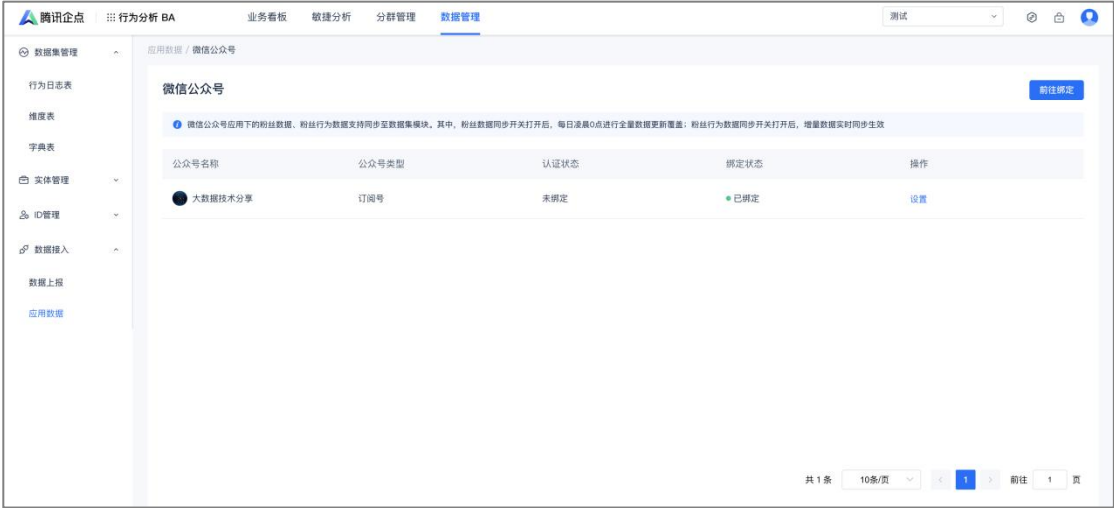 腾讯企点 行为分析 BA 业务看板 敏捷分析 分群管理 数据管理 测试
数据集管理
行为日志表
维度表
字典表
实体管理
ID管理
数据接入
数据上报
应用数据
应用数据 / 微信公众号
微信公众号 前往绑定
微信公众号应用下的粉丝数据、粉丝行为数据支持同步至数据集模块。其中，粉丝数据同步开关打开后，每日凌晨0点进行全量数据更新覆盖；粉丝行为数据同步开关打开后，增量数据实时同步生效
公众号名称 公众号类型 认证状态 绑定状态 操作
大数据技术分享 订阅号 未绑定 已绑定 设置
共 1 条 10条/页 1 前往 1 页